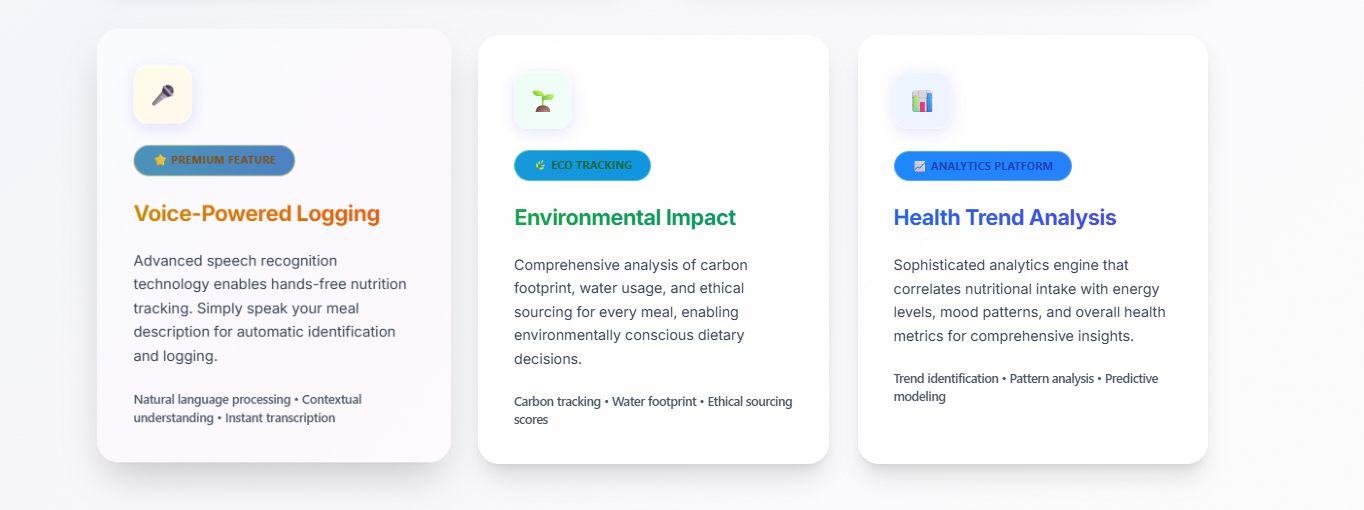 PREMIUM FEATURE
Voice-Powered Logging
Advanced speech recognition
technology enables hands-free nutrition
tracking. Simply speak your meal
description for automatic identification
and logging.
Natural language processing • Contextual
understanding • Instant transcription
ECO TRACKING
Environmental Impact
Comprehensive analysis of carbon
footprint, water usage, and ethical
sourcing for every meal, enabling
environmentally conscious dietary
decisions.
Carbon tracking • Water footprint • Ethical sourcing
scores
ANALYTICS PLATFORM
Health Trend Analysis
Sophisticated analytics engine that
correlates nutritional intake with energy
levels, mood patterns, and overall health
metrics for comprehensive insights.
Trend identification • Pattern analysis • Predictive
modeling